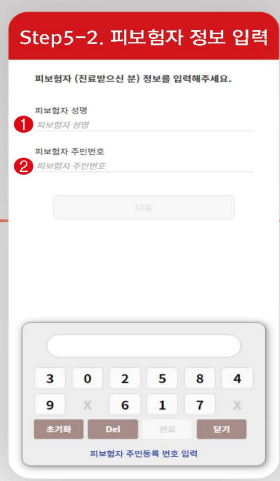 Step5-2. 피보험자 정보 입력
피보험자 (진료받으신 분) 정보를 입력해주세요.
피보험자 성명
1 피보험자 성명
피보험자 주민번호
2 피보험자 주민번호
다음
3 0 2 5 8 4
9 X 6 1 7 X
초기화 Del 완료 닫기
피보험자 주민등록 번호 입력